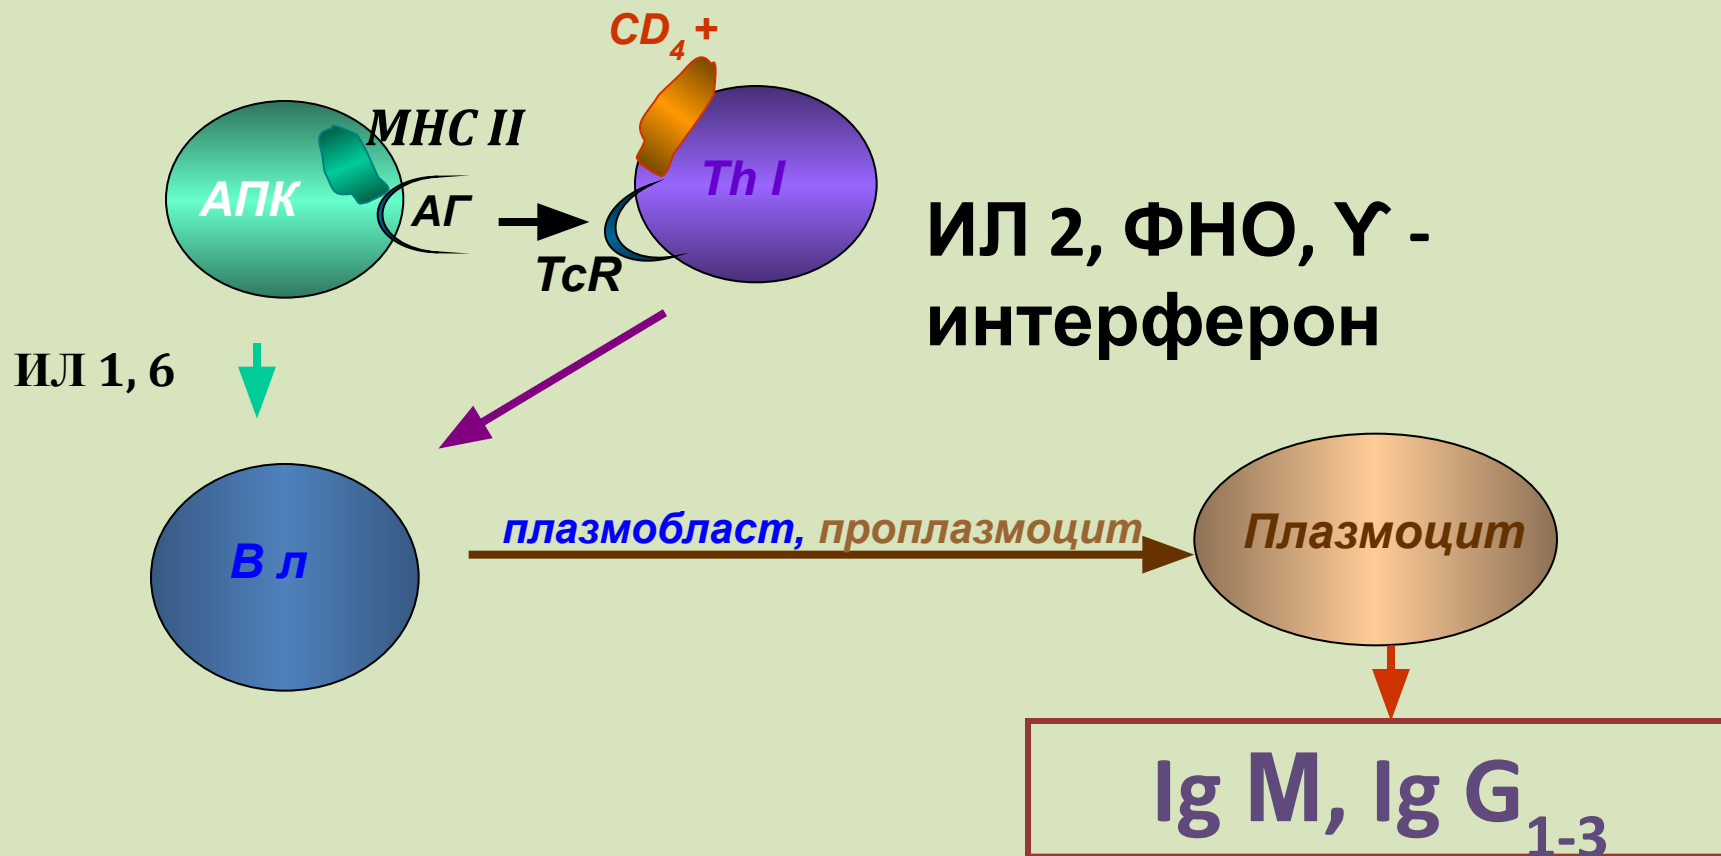 CD4 +
MHC II
АПК
АГ
Th I
TcR
ИЛ 2, ФНО, ϒ -
интерферон
ИЛ 1, 6
В л
плазмобласт, проплазмоцит
Плазмоцит
Ig M, Ig G1-3